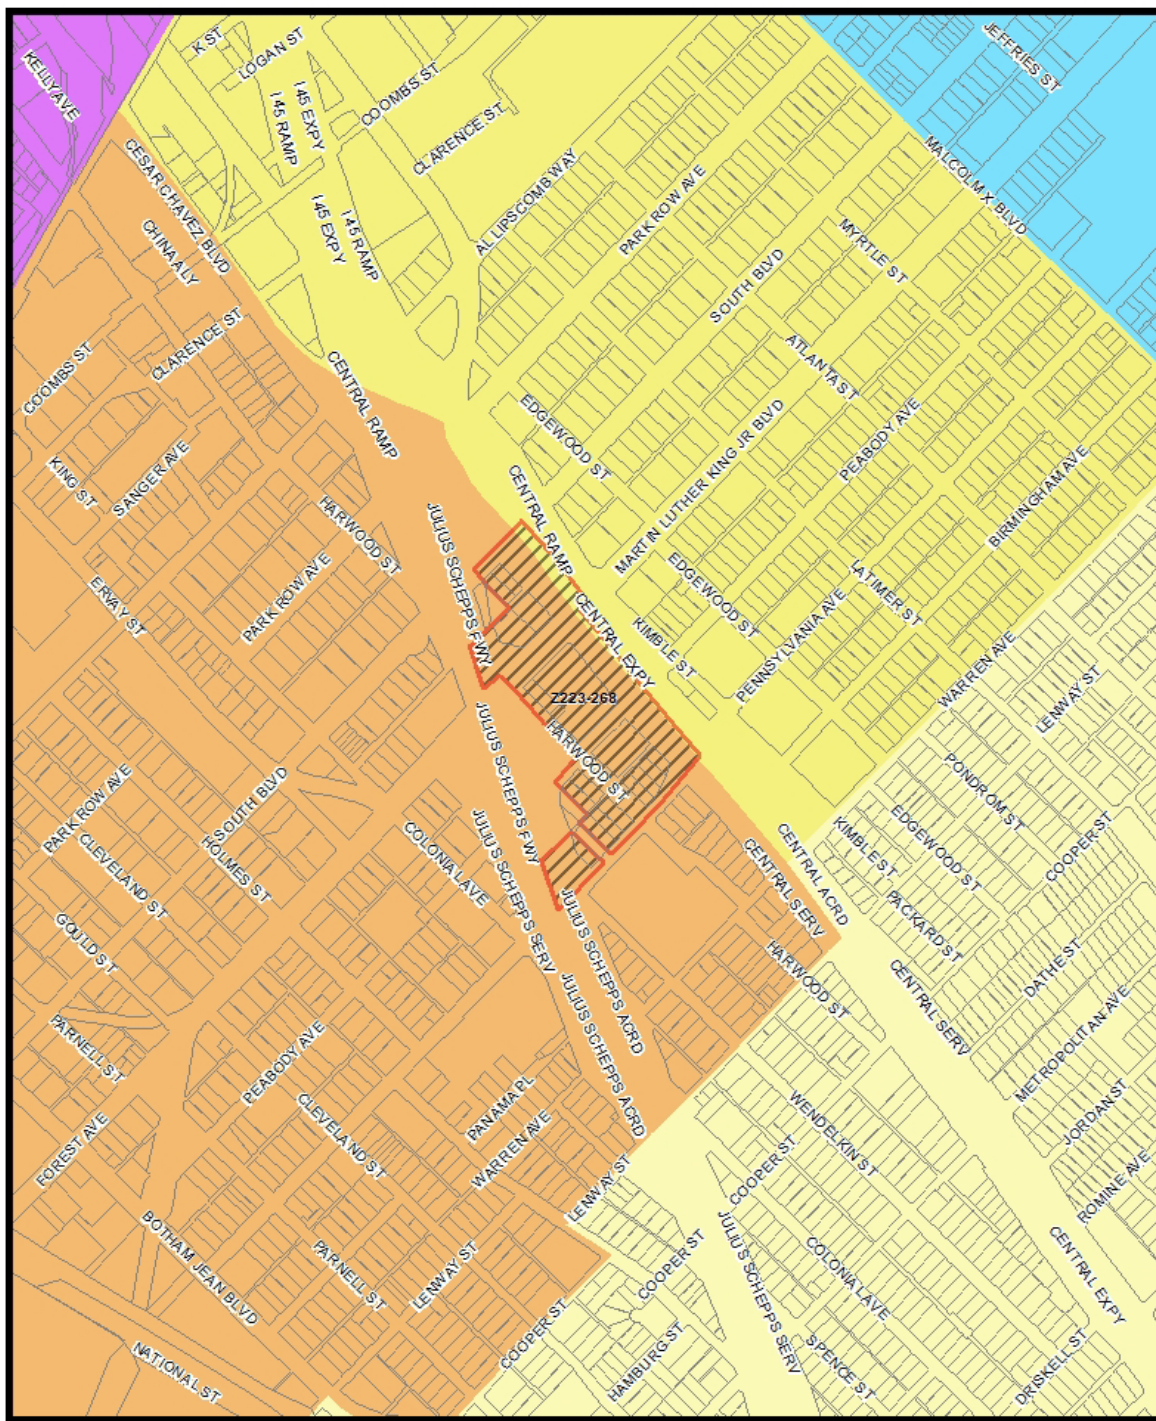 JEFFRIES ST
K ST
LOGAN ST
KELLY AVE
COOMBS ST
I 45 EXPY
I 45 RAMP
CLARENCE ST
MALCOLM X BLVD
CESAR CHAVEZ BLVD
AL LIPSCOMB WAY
PARK ROW AVE
CHINA ALY
I 45 RAMP
I 45 EXPY
MYRTLE ST
SOUTH BLVD
CLARENCE ST
COOMBS ST
CENTRAL RAMP
ATLANTA ST
EDGEWOOD ST
MARTIN LUTHER KING JR BLVD
PEABODY AVE
KING ST
SANGER AVE
HARWOOD ST
CENTRAL RAMP
BIRMINGHAM AVE
JULIUS SCHEPPS FWY
PARK ROW AVE
ERVAY ST
EDGEWOOD ST
LATIMER ST
CENTRAL EXPY
KIMBLE ST
PENNSYLVANIA AVE
WARREN AVE
LENWAY ST
Z223-268
HARWOOD ST
JULIUS SCHEPPS FWY
PARK ROW AVE
SOUTH BLVD
PONDROM ST
CLEVELAND ST
HOLMES ST
COLONIAL AVE
JULIUS SCHEPPS SERV
EDGEWOOD ST
KIMBLE ST
COOPER ST
CENTRAL ACRD
CENTRAL SERV
PACKARD ST
GOULD ST
JULIUS SCHEPPS ACRD
HARWOOD ST
DATHE ST
CENTRAL SERV
METROPOLITAN AVE
PARNELL ST
PEABODY AVE
JULIUS SCHEPPS ACRD
PANAMA PL
WARREN AVE
CLEVELAND ST
FOREST AVE
WENDELKIN ST
JORDAN ST
COOPER ST
ROMINE AVE
LENWAY ST
BOTHAM JEAN BLVD
PARNELL ST
LENWAY ST
COOPER ST
JULIUS SCHEPPS SERV
COLONIAL AVE
CENTRAL EXPY
COOPER ST
NATIONAL ST
HAMBURG ST
SPENCE ST
DRISKELL ST